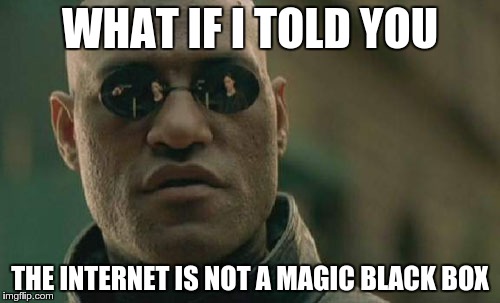 WHAT IF I TOLD YOU
THE INTERNET IS NOT A MAGIC BLACK BOX
imgflip.com